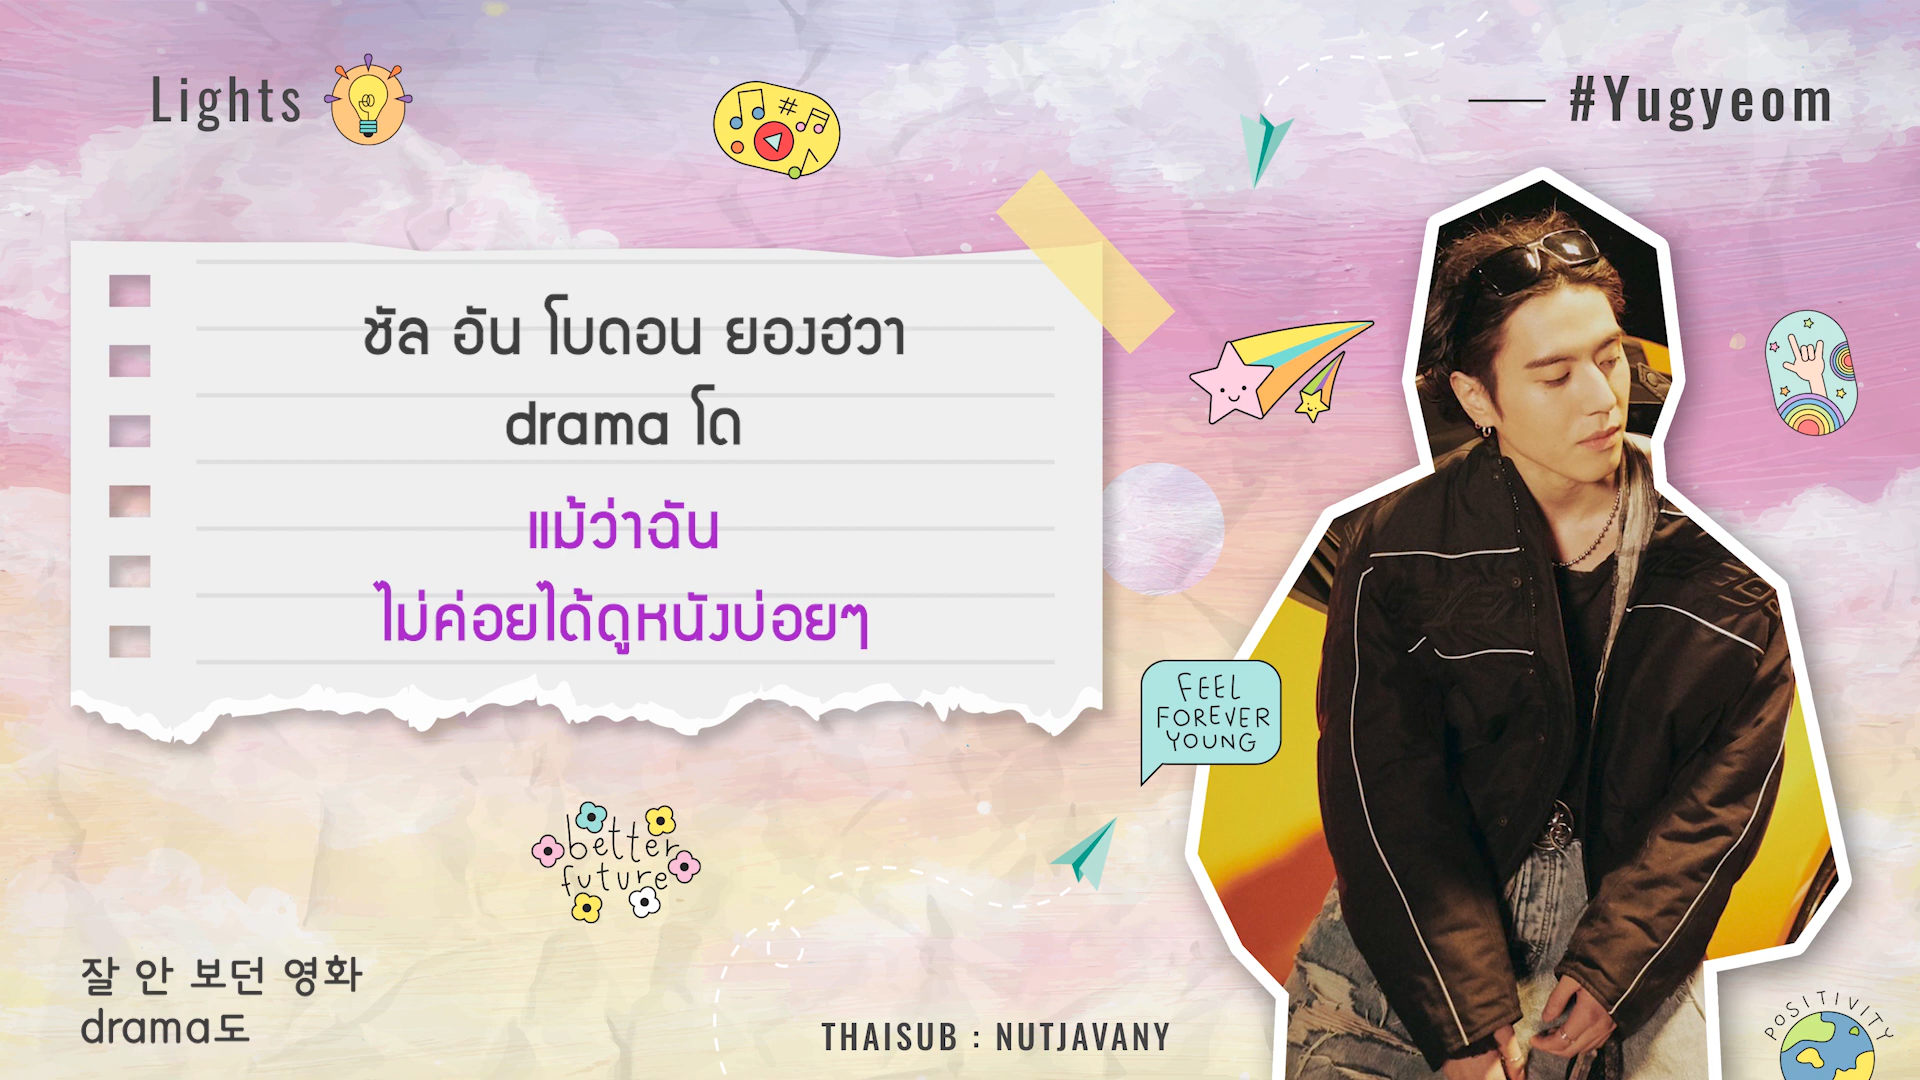 Lights
#Yugyeom
ชัล อัน โบดอน ยองฮวา
drama โด
แม้ว่าฉัน
ไม่ค่อยได้ดูหนังบ่อยๆ
FEEL
FOREVER
YOUNG
better
future
잘 안 보던 영화
drama도
THAISUB : NUTJAVANY
POSITIVITY